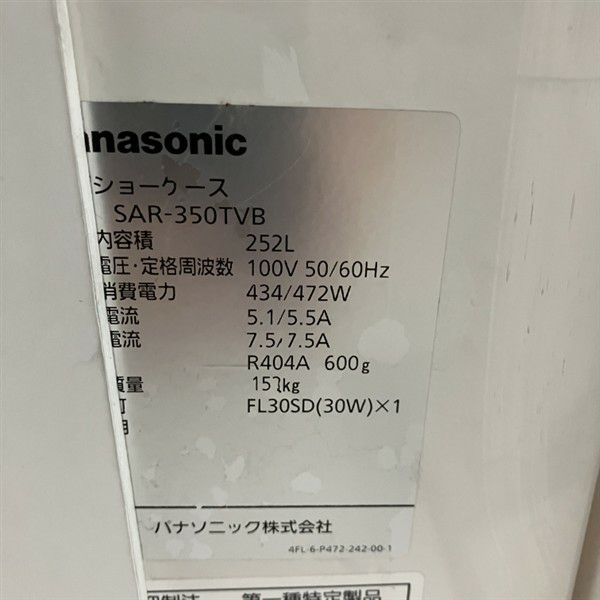 anasonic
ショーケース
SAR-350TVB
内容積 252L
電圧・定格周波数 100V 50/60Hz
消費電力 434/472W
電流 5.1/5.5A
電流 7.5/7.5A
R404A 600g
質量
FL30SD(30W)×1
パナソニック株式会社
4FL-6-P472-242-00-1
第一種特定製品